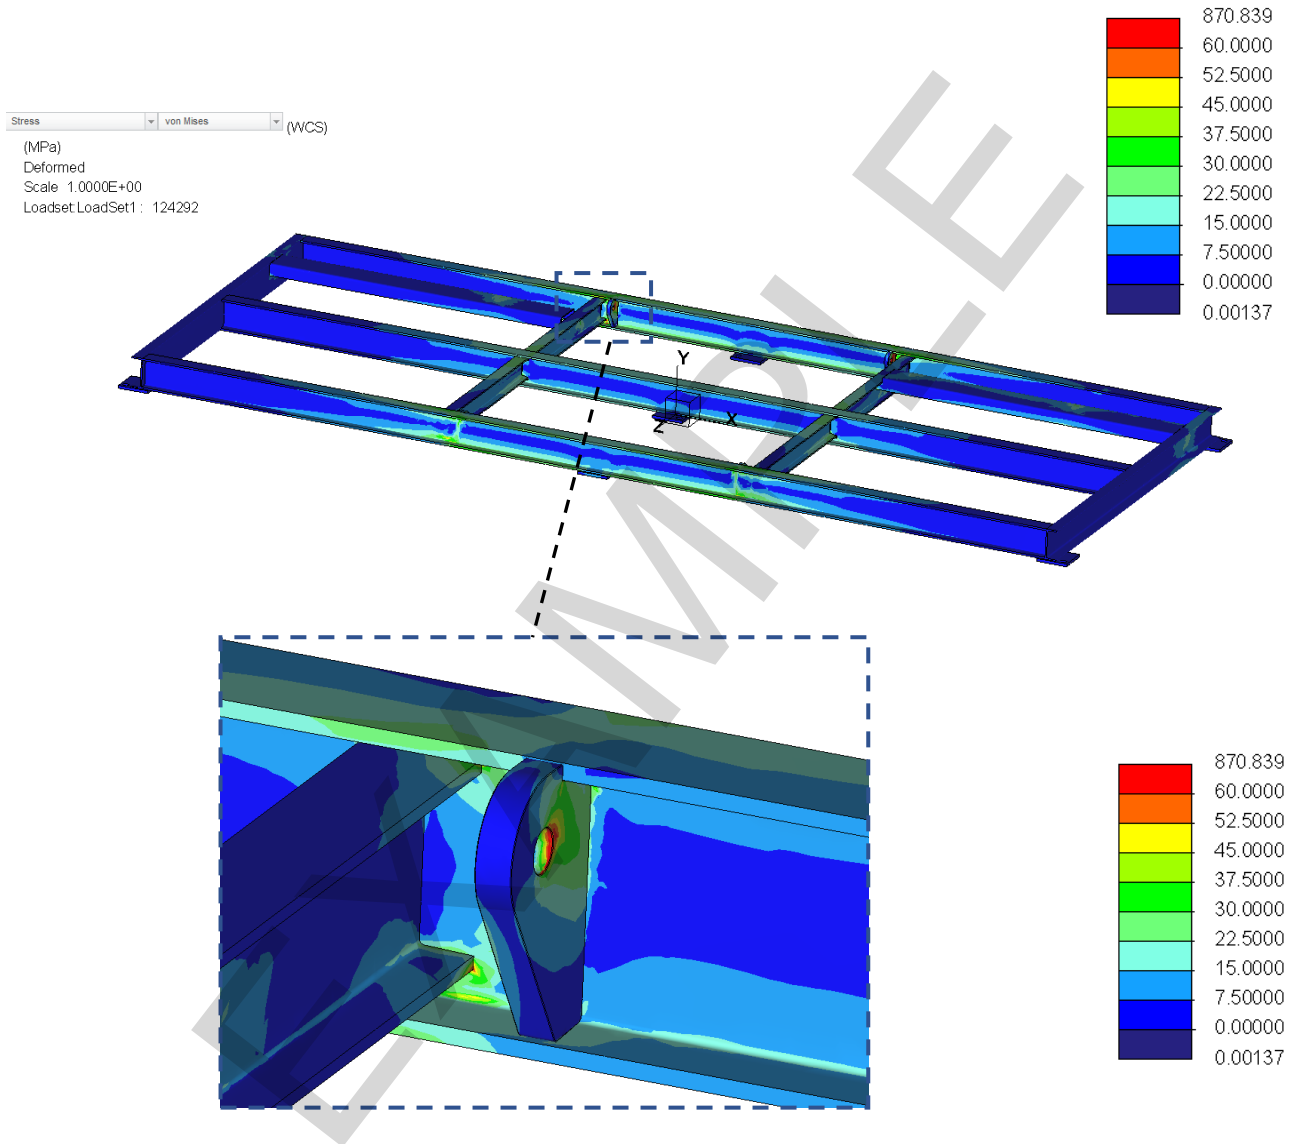 870.839
60.0000
52.5000
45.0000
37.5000
30.0000
22.5000
15.0000
7.50000
0.00000
0.00137
Stress von Mises (WCS)
(MPa)
Deformed
Scale 1.0000E+00
Loadset:LoadSet1 : 124292
Y
X
Z
EXAMPLE
870.839
60.0000
52.5000
45.0000
37.5000
30.0000
22.5000
15.0000
7.50000
0.00000
0.00137